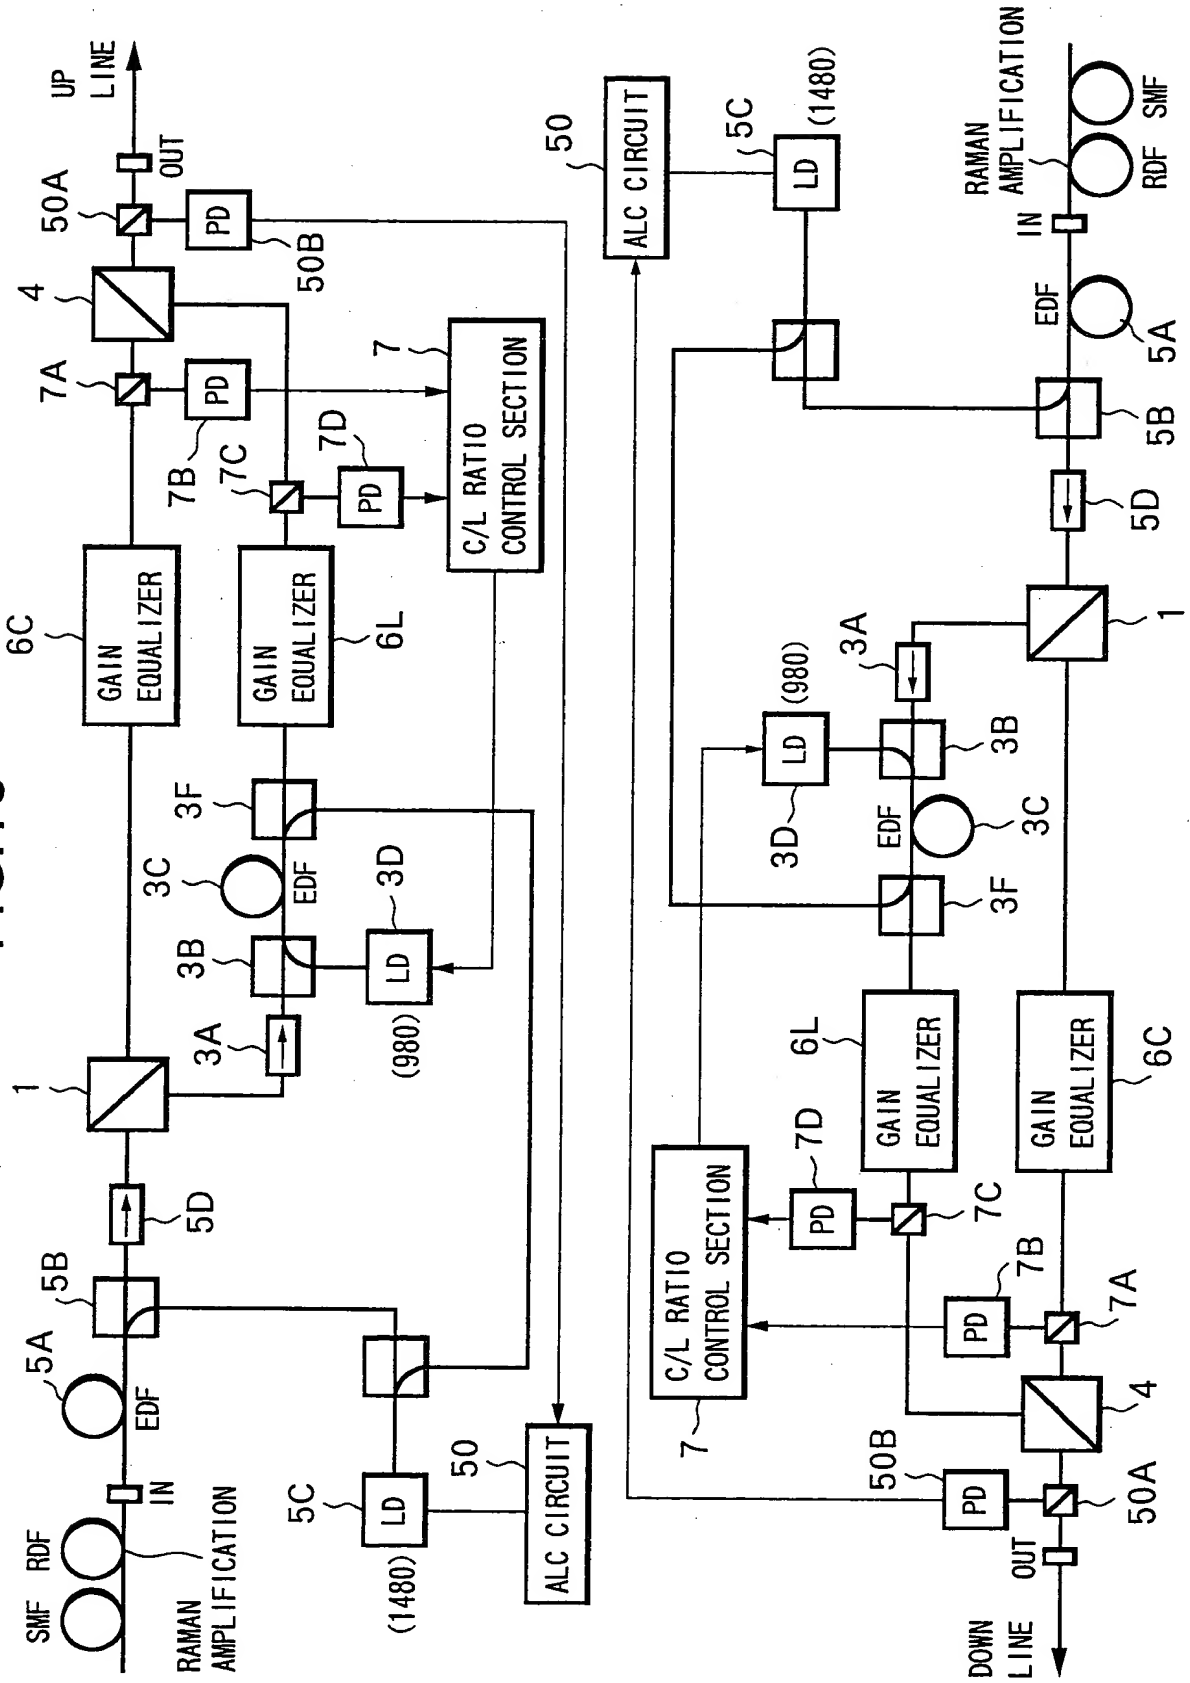 UP
LINE
OUT
50A
PD
50B
4
7A
PD
7B
7C
PD
7D
7
C/L RATIO
CONTROL SECTION
6C
GAIN
EQUALIZER
GAIN
EQUALIZER
6L
3F
3C
EDF
3B
3A
LD
3D
(980)
1
5D
5B
5A
EDF
IN
SMF
RDF
RAMAN
AMPLIFICATION
5C
LD
(1480)
50
ALC CIRCUIT
50
ALC CIRCUIT
5C
LD
(1480)
RAMAN
AMPLIFICATION
SMF
RDF
IN
EDF
5A
5B
5D
1
3A
(980)
LD
3D
3B
EDF
3C
3F
6L
GAIN
EQUALIZER
GAIN
EQUALIZER
6C
7D
PD
7C
C/L RATIO
CONTROL SECTION
7
7B
PD
7A
4
50B
PD
50A
OUT
DOWN
LINE